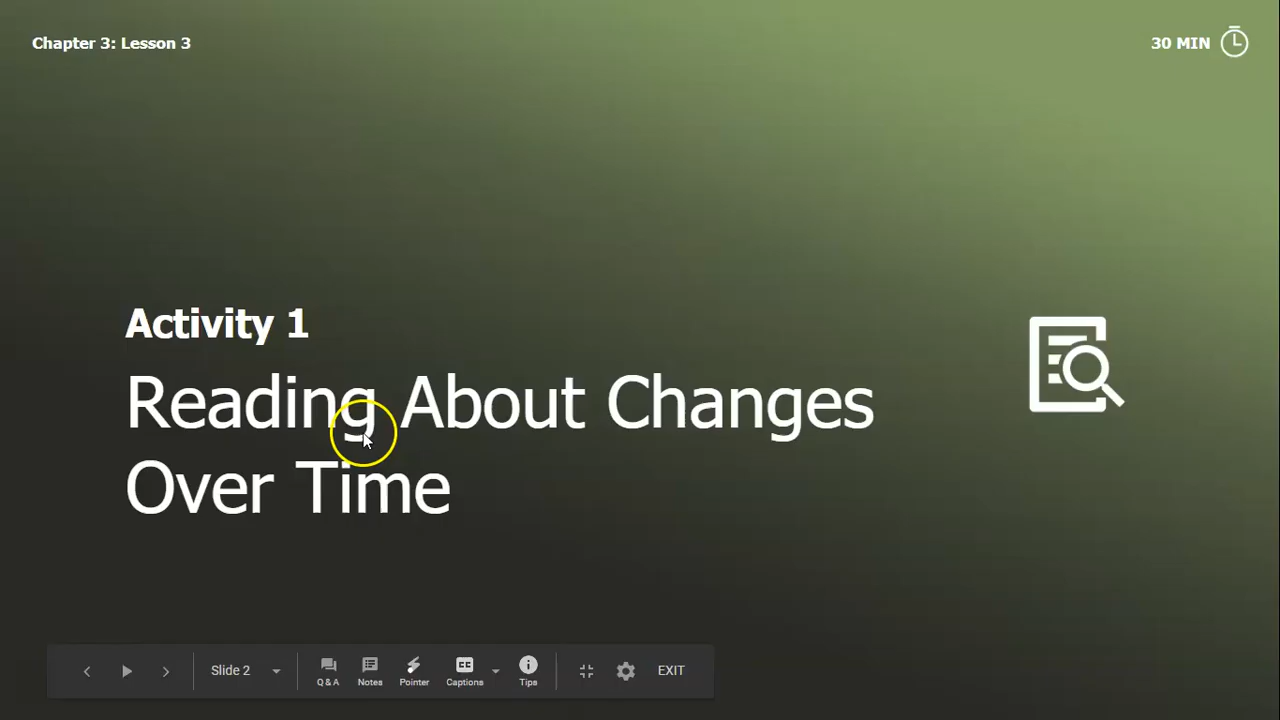 Chapter 3: Lesson 3
30 MIN
Activity 1
Reading About Changes
Over Time
Slide 2
Q & A
Notes
Pointer
CC
Captions
Tips
EXIT